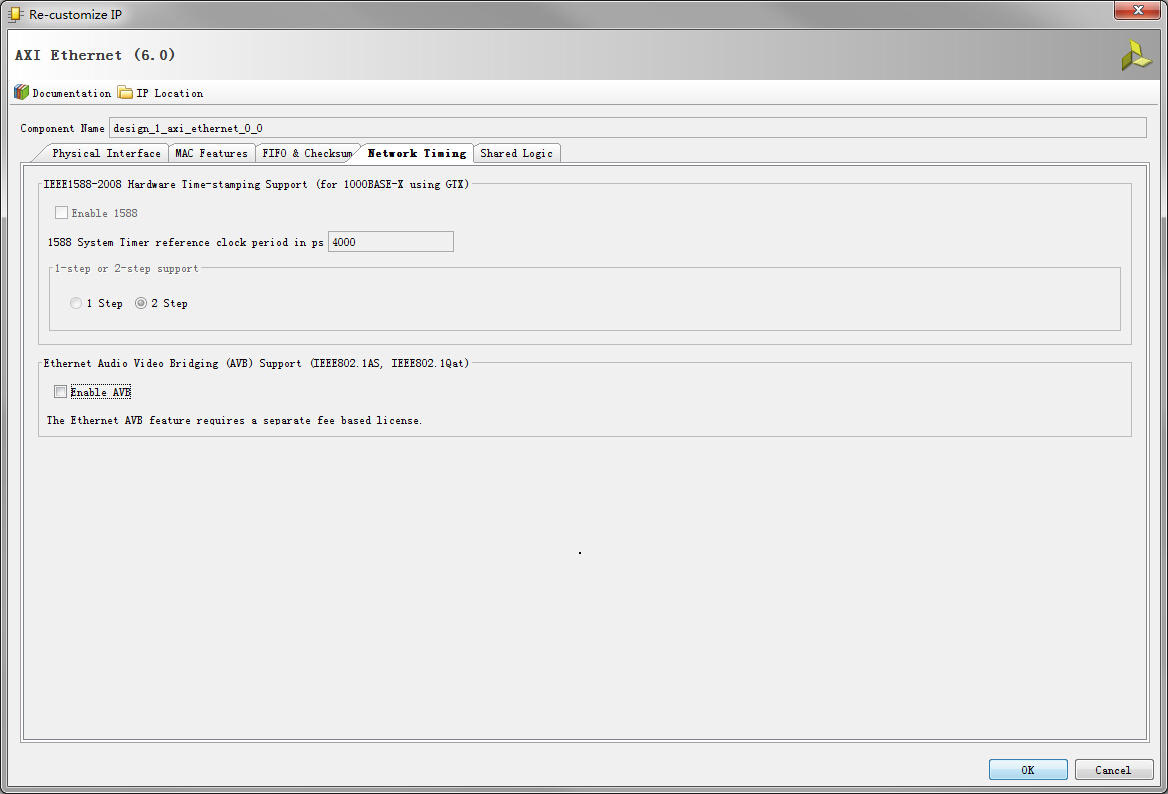 Re-customize IP
AXI Ethernet (6.0)
Documentation IP Location
Component Name design_1_axi_ethernet_0_0
Physical Interface MAC Features FIFO & Checksum Network Timing Shared Logic
IEEE1588-2008 Hardware Time-stamping Support (for 1000BASE-X using GTX)
Enable 1588
1588 System Timer reference clock period in ps 4000
1-step or 2-step support
1 Step 2 Step
Ethernet Audio Video Bridging (AVB) Support (IEEE802.1AS, IEEE802.1Qat)
Enable AVB
The Ethernet AVB feature requires a separate fee based license.
OK Cancel